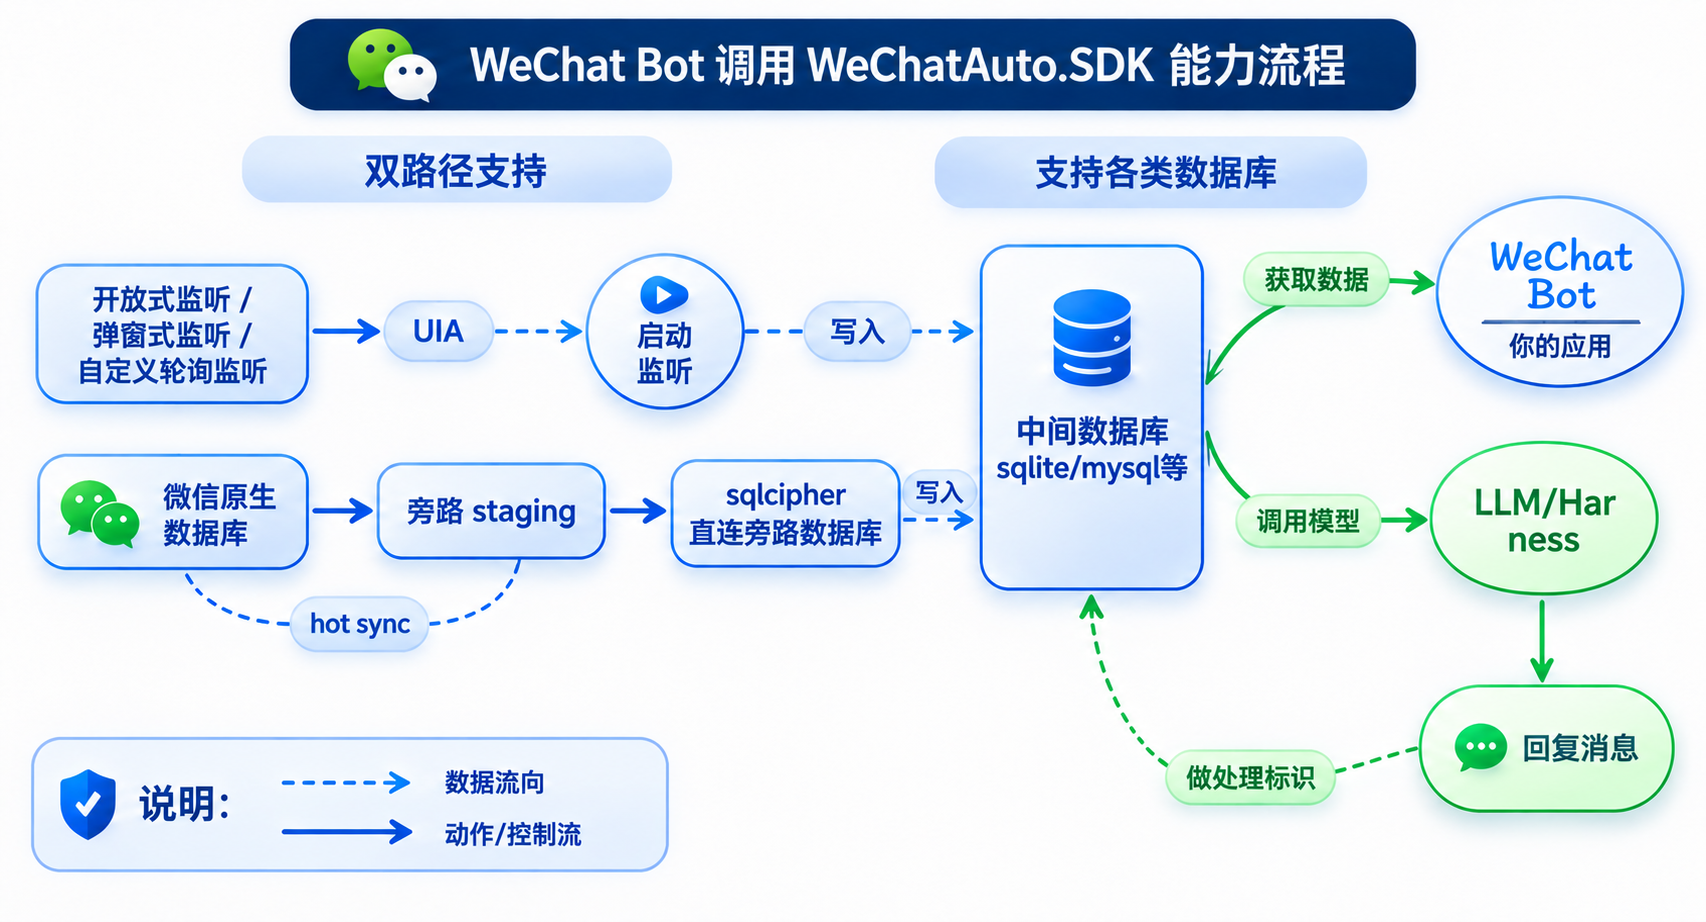 WeChat Bot 调用 WeChatAuto.SDK 能力流程
双路径支持
支持各类数据库
开放式监听 /
弹窗式监听 /
自定义轮询监听
UIA
启动
监听
写入
中间数据库
sqlite/mysql等
获取数据
WeChat
Bot
你的应用
微信原生
数据库
旁路 staging
sqlcipher
直连旁路数据库
写入
hot sync
调用模型
LLM/Har
ness
回复消息
做处理标识
说明：
数据流向
动作/控制流